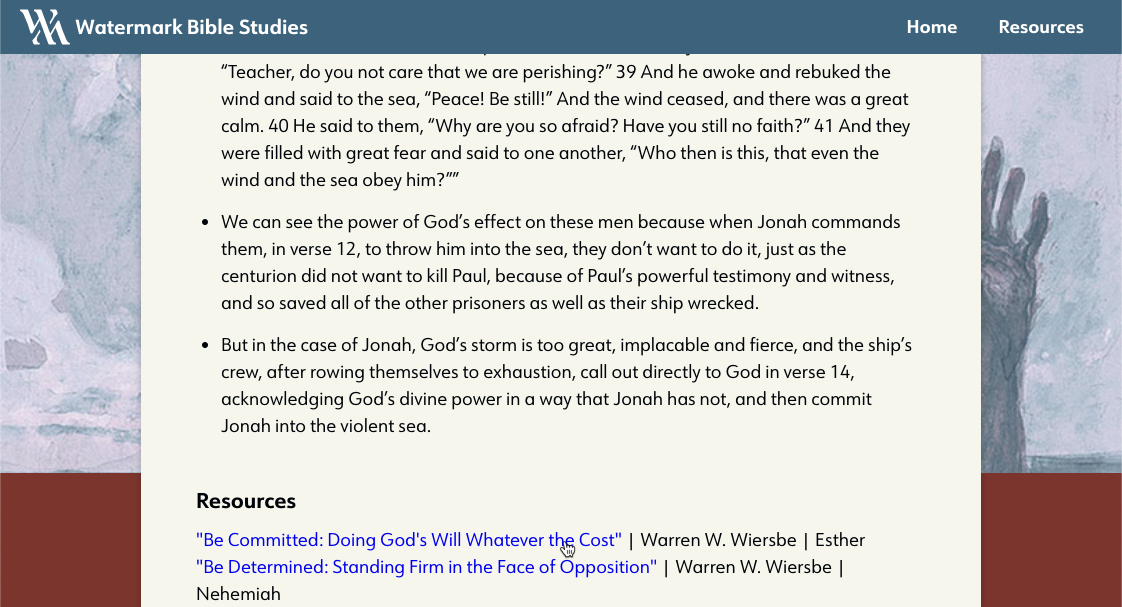 Watermark Bible Studies
Home
Resources
“Teacher, do you not care that we are perishing?” 39 And he awoke and rebuked the
wind and said to the sea, “Peace! Be still!” And the wind ceased, and there was a great
calm. 40 He said to them, “Why are you so afraid? Have you still no faith?” 41 And they
were filled with great fear and said to one another, “Who then is this, that even the
wind and the sea obey him?””
• We can see the power of God’s effect on these men because when Jonah commands
them, in verse 12, to throw him into the sea, they don’t want to do it, just as the
centurion did not want to kill Paul, because of Paul’s powerful testimony and witness,
and so saved all of the other prisoners as well as their ship wrecked.
• But in the case of Jonah, God’s storm is too great, implacable and fierce, and the ship’s
crew, after rowing themselves to exhaustion, call out directly to God in verse 14,
acknowledging God’s divine power in a way that Jonah has not, and then commit
Jonah into the violent sea.
Resources
"Be Committed: Doing God's Will Whatever the Cost" | Warren W. Wiersbe | Esther
"Be Determined: Standing Firm in the Face of Opposition" | Warren W. Wiersbe |
Nehemiah